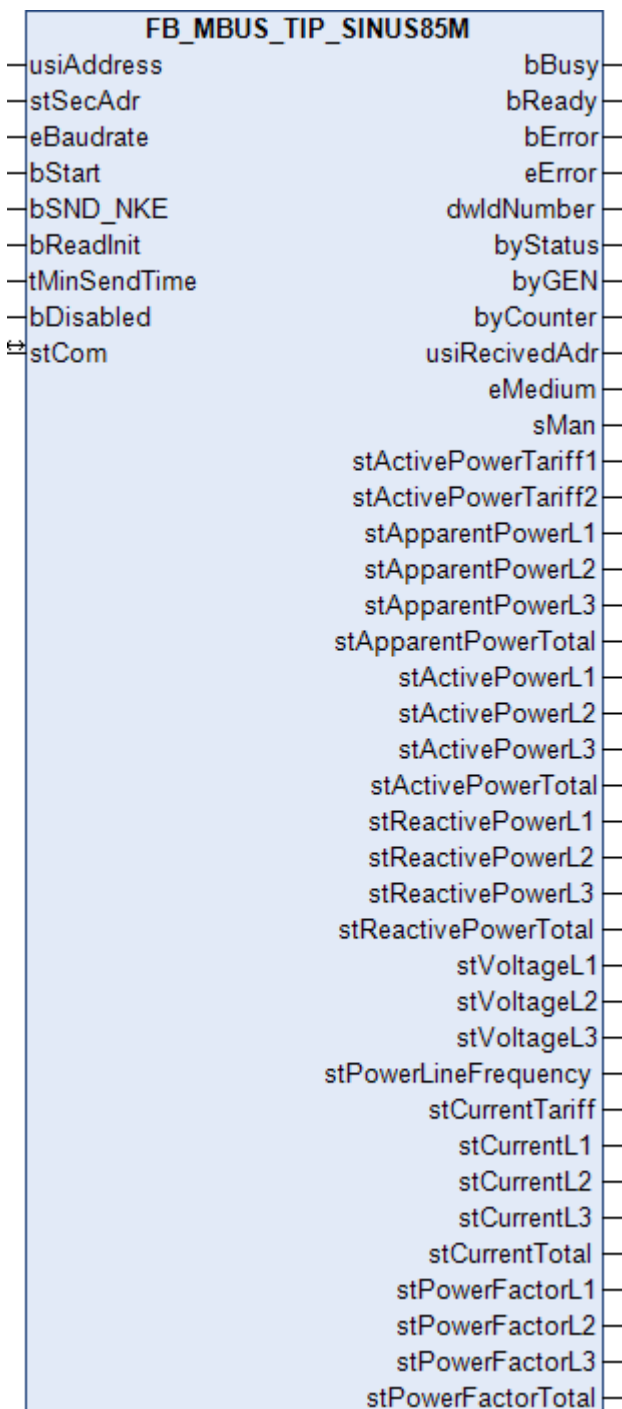 FB_MBUS_TIP_SINUS85M
usiAddress bBusy
stSecAdr bReady
eBaudrate bError
bStart eError
bSND_NKE dwIdNumber
bReadInit byStatus
tMinSendTime byGEN
bDisabled byCounter
stCom usiRecivedAdr
eMedium
sMan
stActivePowerTariff1
stActivePowerTariff2
stApparentPowerL1
stApparentPowerL2
stApparentPowerL3
stApparentPowerTotal
stActivePowerL1
stActivePowerL2
stActivePowerL3
stActivePowerTotal
stReactivePowerL1
stReactivePowerL2
stReactivePowerL3
stReactivePowerTotal
stVoltageL1
stVoltageL2
stVoltageL3
stPowerLineFrequency
stCurrentTariff
stCurrentL1
stCurrentL2
stCurrentL3
stCurrentTotal
stPowerFactorL1
stPowerFactorL2
stPowerFactorL3
stPowerFactorTotal